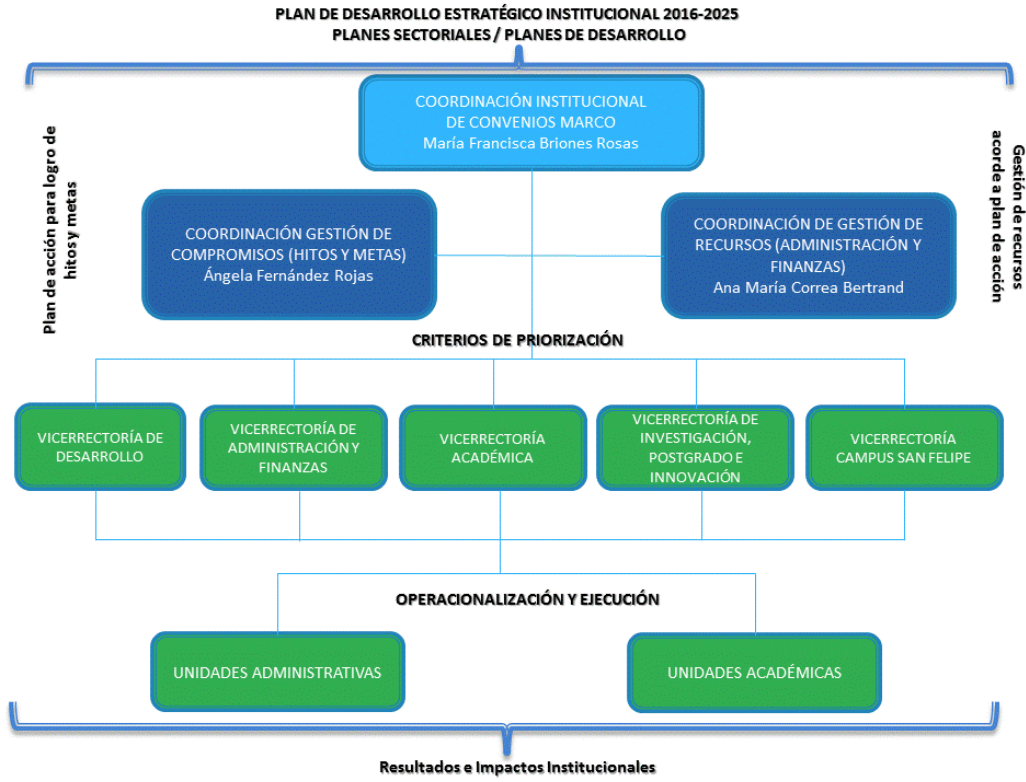 PLAN DE DESARROLLO ESTRATÉGICO INSTITUCIONAL 2016-2025
PLANES SECTORIALES / PLANES DE DESARROLLO
COORDINACIÓN INSTITUCIONAL
DE CONVENIOS MARCO
María Francisca Briones Rosas
Plan de acción para logro de
hitos y metas
Gestión de recursos
acorde a plan de acción
COORDINACIÓN GESTIÓN DE
COMPROMISOS (HITOS Y METAS)
Ángela Fernández Rojas
COORDINACIÓN DE GESTIÓN DE
RECURSOS (ADMINISTRACIÓN Y
FINANZAS)
Ana María Correa Bertrand
CRITERIOS DE PRIORIZACIÓN
VICERRECTORÍA DE
DESARROLLO
VICERRECTORÍA DE
ADMINISTRACIÓN Y
FINANZAS
VICERRECTORÍA
ACADÉMICA
VICERRECTORÍA DE
INVESTIGACIÓN,
POSTGRADO E
INNOVACIÓN
VICERRECTORÍA
CAMPUS SAN FELIPE
OPERACIONALIZACIÓN Y EJECUCIÓN
UNIDADES ADMINISTRATIVAS
UNIDADES ACADÉMICAS
Resultados e Impactos Institucionales